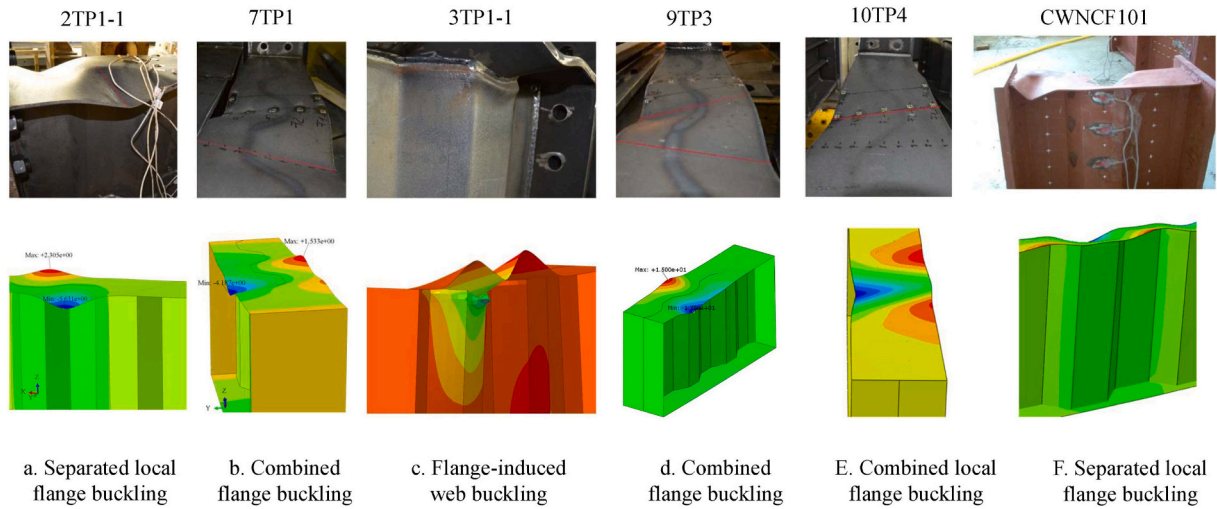 2TP1-1
7TP1
3TP1-1
9TP3
10TP4
CWNCF101
Max: +2.305e+00
X
Z
Max: +1.533e+00
Y
Z
Max: +1.500e+01
a. Separated local
flange buckling
b. Combined
flange buckling
c. Flange-induced
web buckling
d. Combined
flange buckling
E. Combined local
flange buckling
F. Separated local
flange buckling